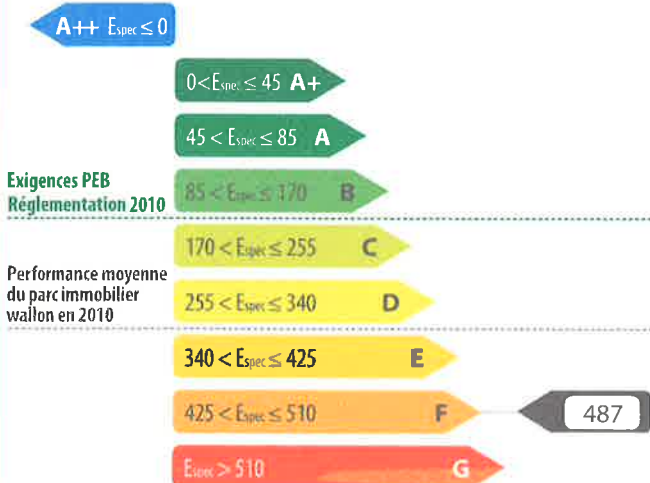 A++ Espec ≤ 0
0 < Espec ≤ 45 A+
45 < Espec ≤ 85 A
Exigences PEB
Réglementation 2010
85 < Espec ≤ 170 B
170 < Espec ≤ 255 C
Performance moyenne
du parc immobilier
wallon en 2010
255 < Espec ≤ 340 D
340 < Espec ≤ 425 E
425 < Espec ≤ 510 F
487
Espec > 510 G